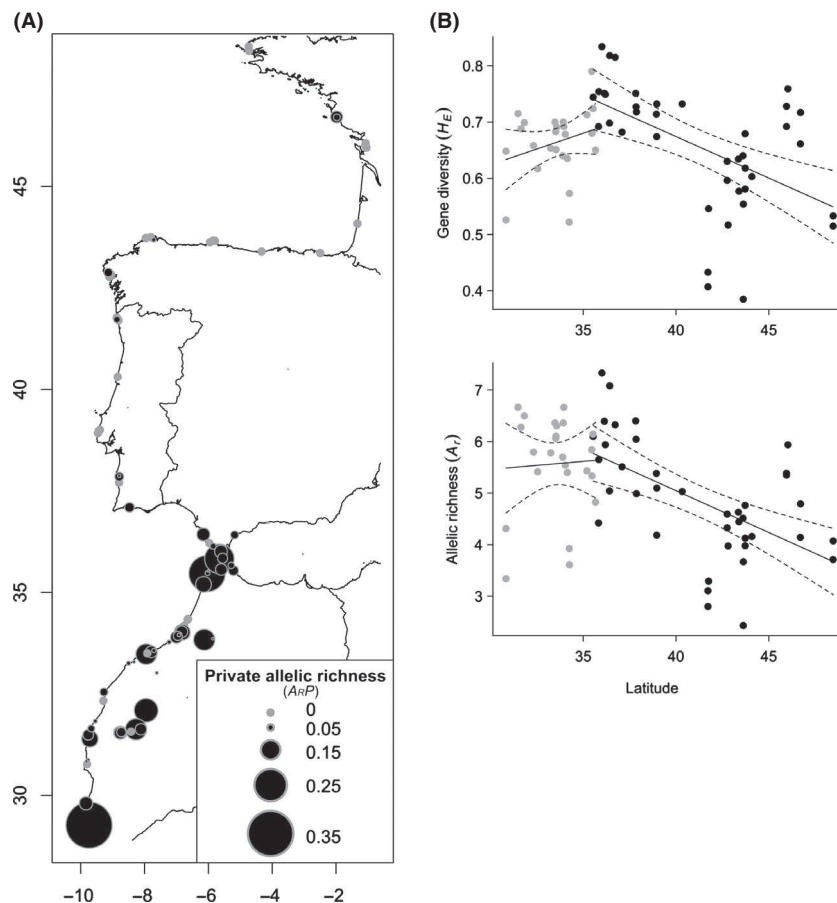 (A)
45
40
35
30
−10 −8 −6 −4 −2
Private allelic richness
(ARP)
0
0.05
0.15
0.25
0.35
(B)
Gene diversity (HE)
0.8
0.7
0.6
0.5
0.4
35 40 45
Allelic richness (Ar)
7
6
5
4
3
35 40 45
Latitude